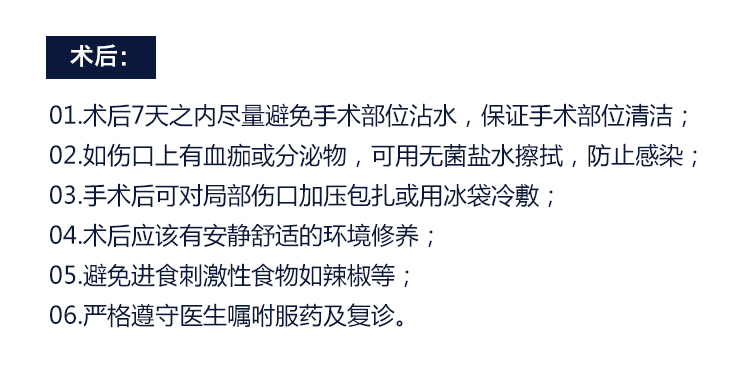 术后：
01.术后7天之内尽量避免手术部位沾水，保证手术部位清洁；
02.如伤口上有血痂或分泌物，可用无菌盐水擦拭，防止感染；
03.手术后可对局部伤口加压包扎或用冰袋冷敷；
04.术后应该有安静舒适的环境修养；
05.避免进食刺激性食物如辣椒等；
06.严格遵守医生嘱咐服药及复诊。